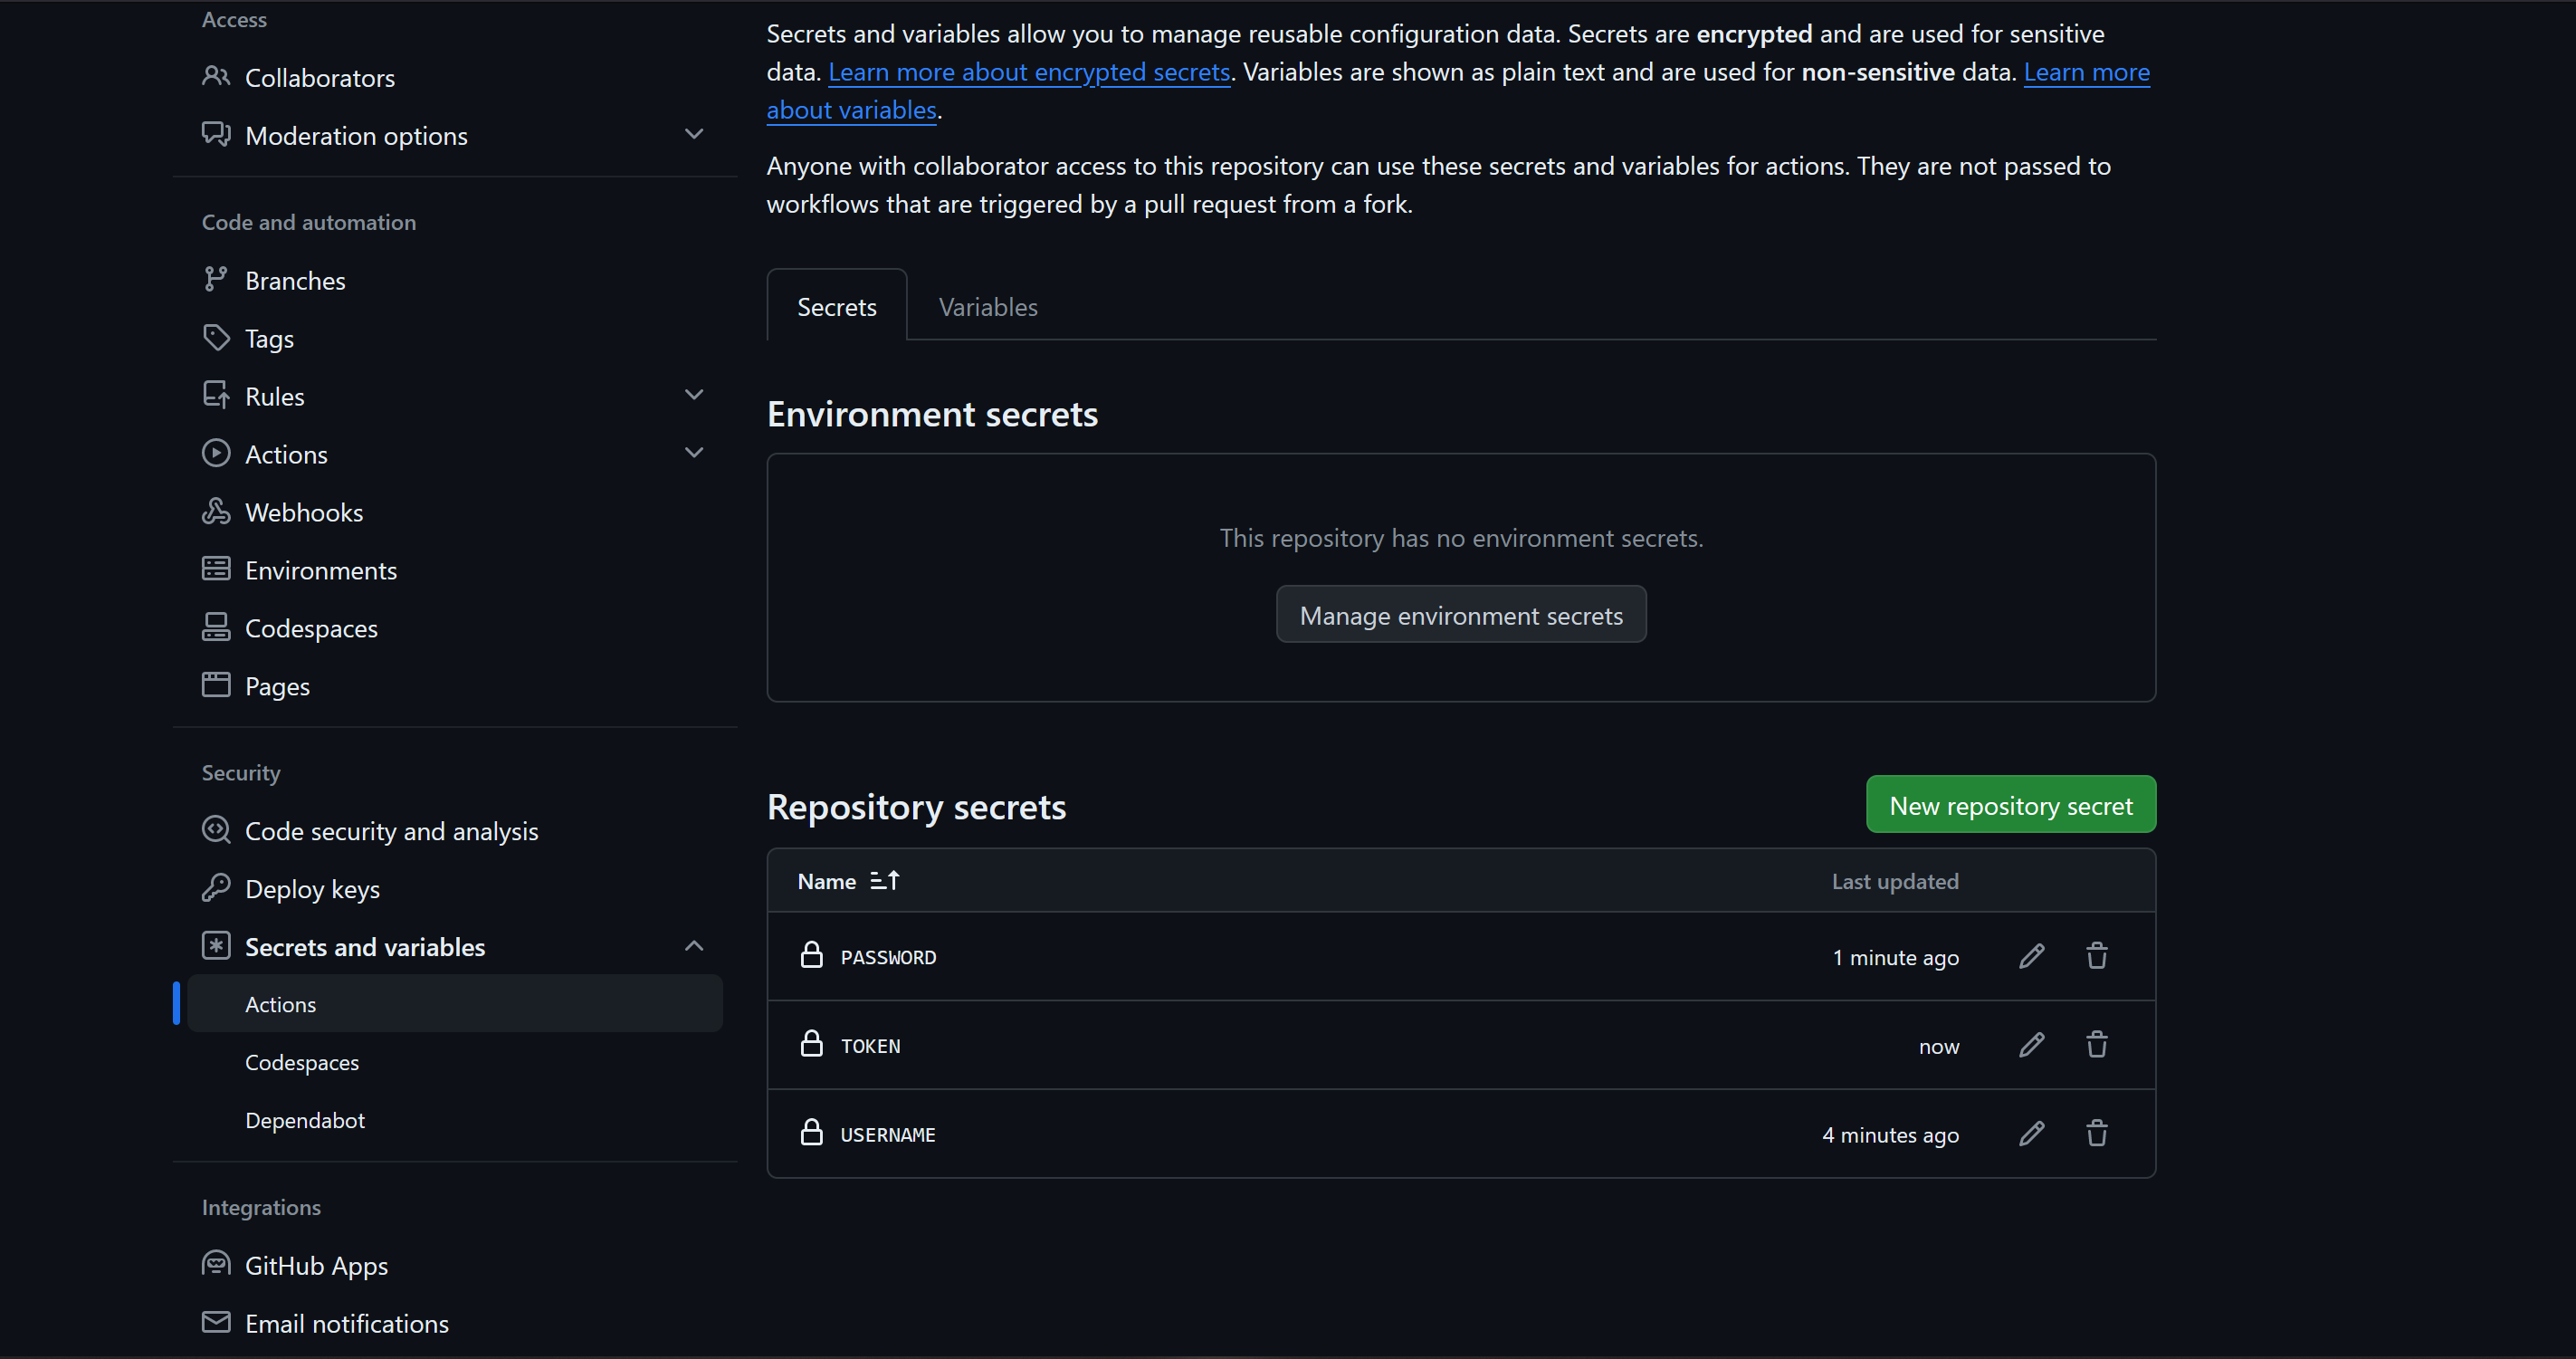 Access
Collaborators
Moderation options
Code and automation
Branches
Tags
Rules
Actions
Webhooks
Environments
Codespaces
Pages
Security
Code security and analysis
Deploy keys
Secrets and variables
Actions
Codespaces
Dependabot
Integrations
GitHub Apps
Email notifications
Secrets and variables allow you to manage reusable configuration data. Secrets are encrypted and are used for sensitive
data. Learn more about encrypted secrets. Variables are shown as plain text and are used for non-sensitive data. Learn more
about variables.
Anyone with collaborator access to this repository can use these secrets and variables for actions. They are not passed to
workflows that are triggered by a pull request from a fork.
Secrets Variables
Environment secrets
This repository has no environment secrets.
Manage environment secrets
Repository secrets New repository secret
Name Last updated
PASSWORD 1 minute ago
TOKEN now
USERNAME 4 minutes ago